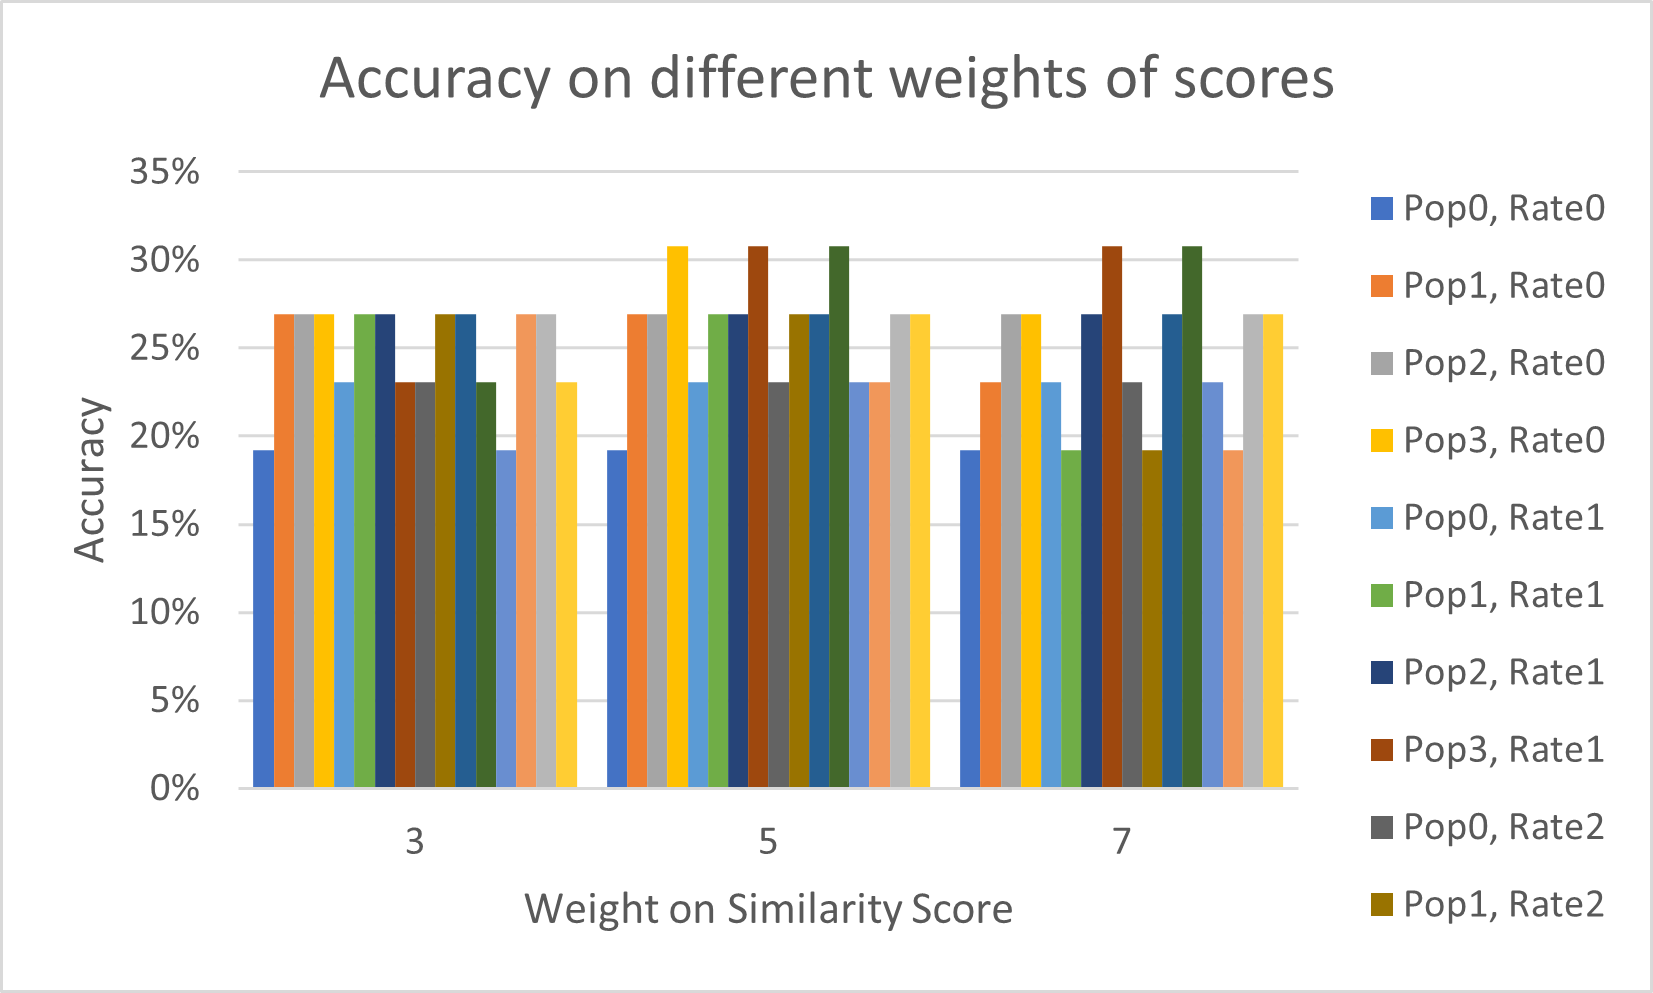 Accuracy on different weights of scores
35%
30%
25%
20%
15%
10%
5%
0%
Accuracy
3 5 7
Weight on Similarity Score
Pop0, Rate0
Pop1, Rate0
Pop2, Rate0
Pop3, Rate0
Pop0, Rate1
Pop1, Rate1
Pop2, Rate1
Pop3, Rate1
Pop0, Rate2
Pop1, Rate2